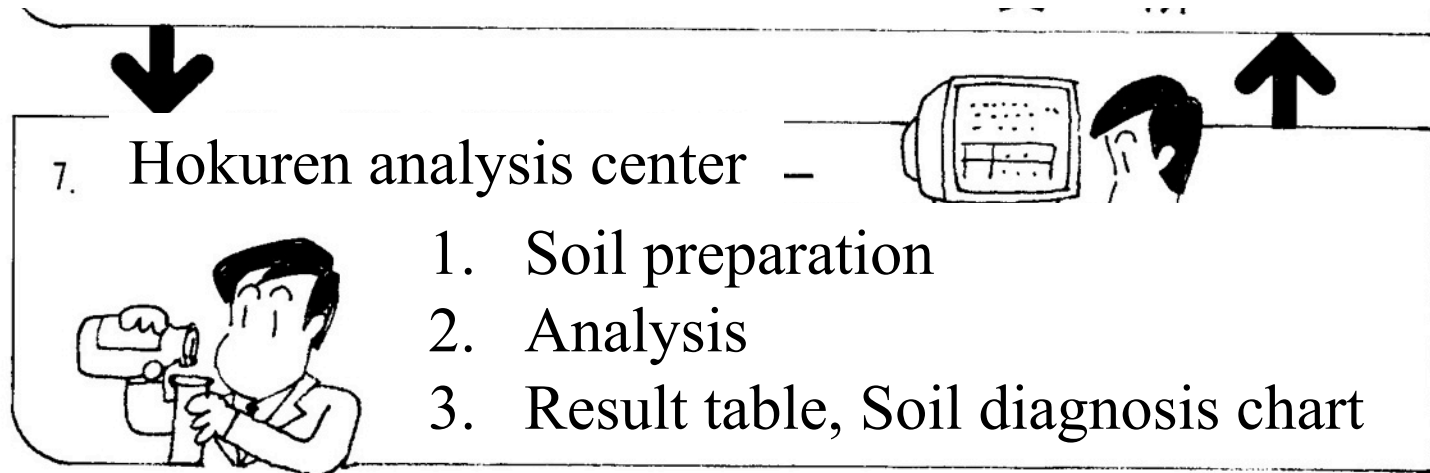 7. Hokuren analysis center –
1. Soil preparation
2. Analysis
3. Result table, Soil diagnosis chart